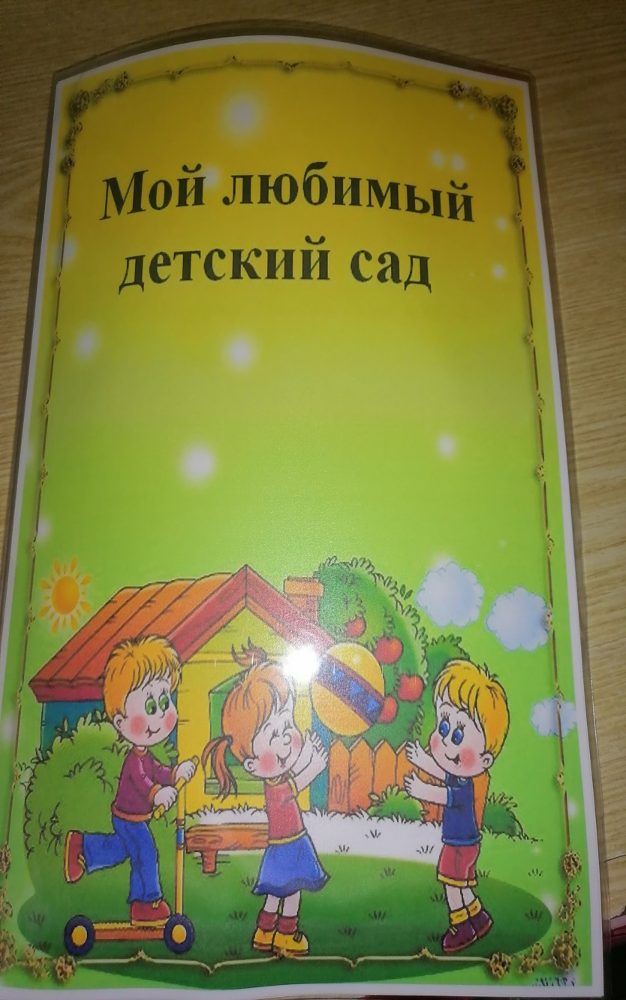 Мой любимый
детский сад